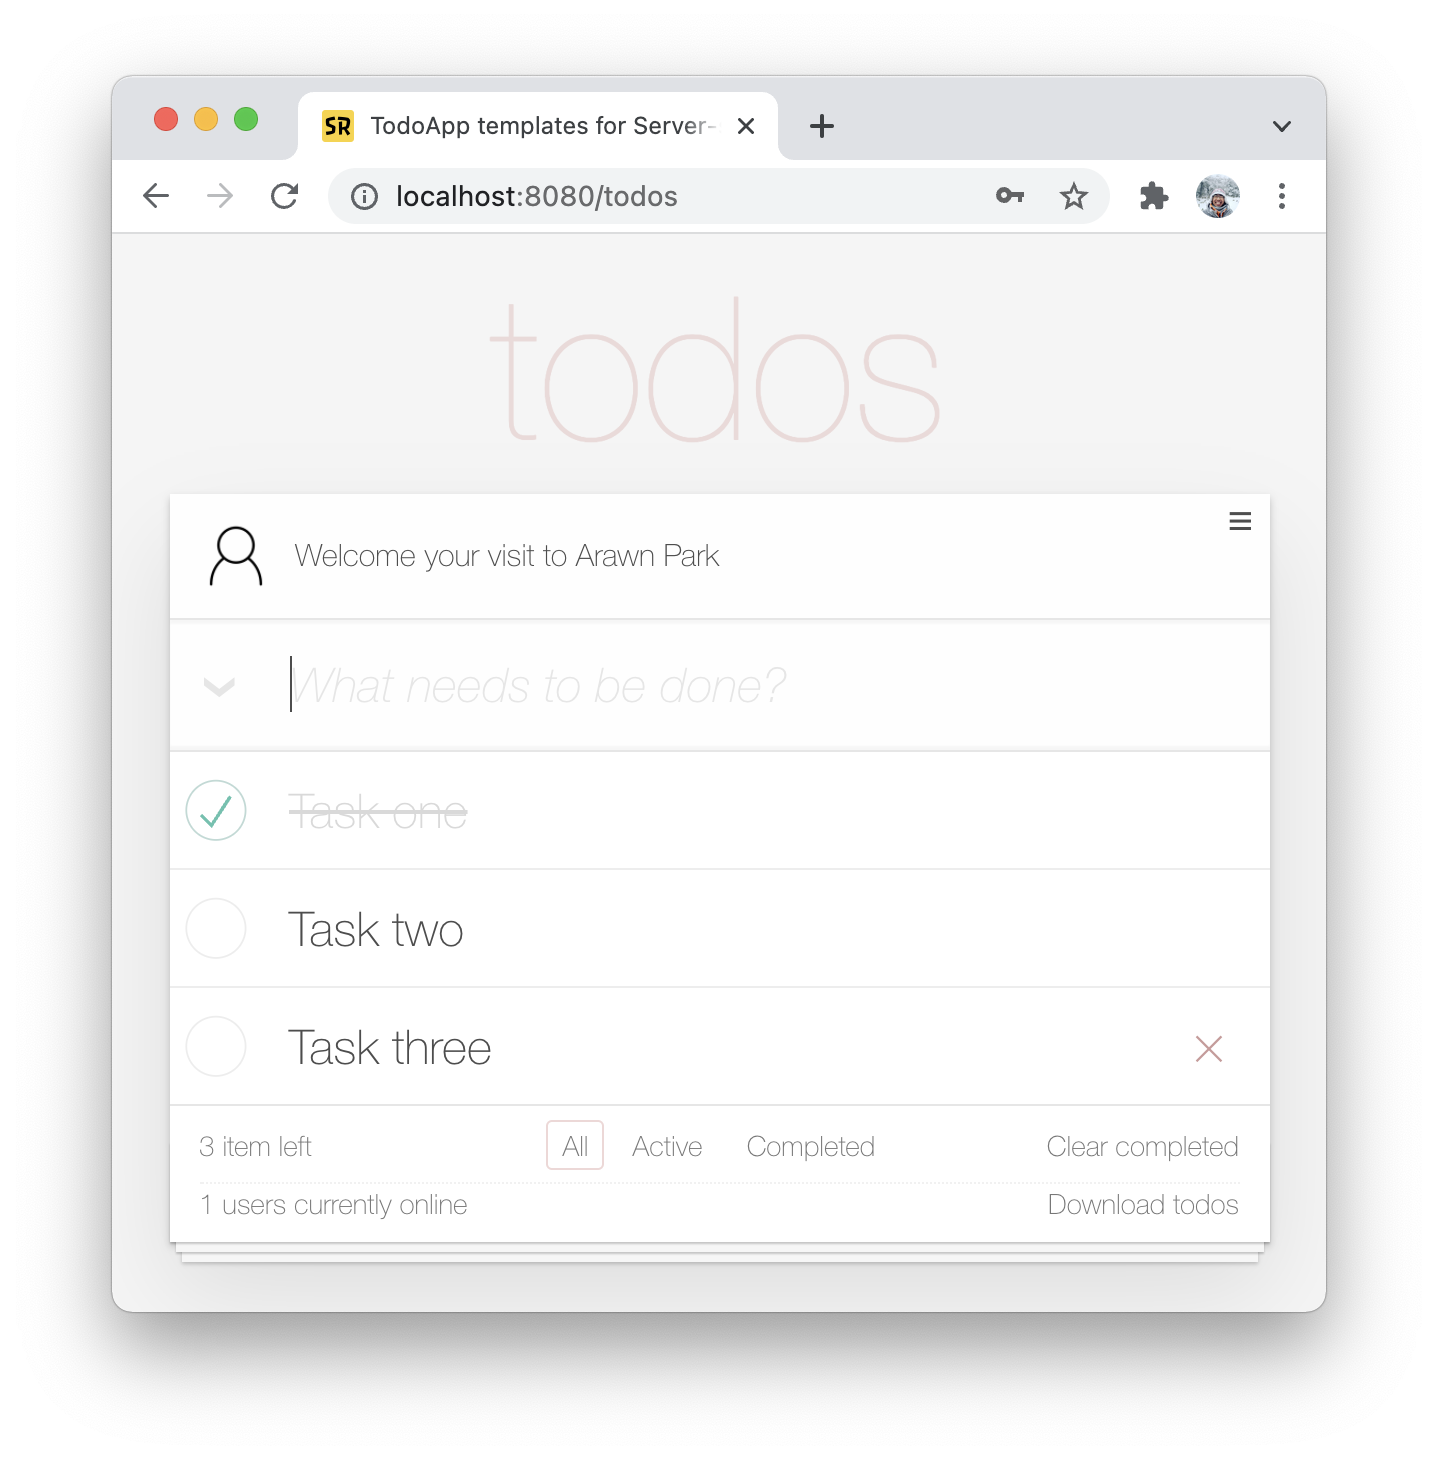 SR TodoApp templates for Server-
localhost:8080/todos
todos
Welcome your visit to Arawn Park
What needs to be done?
Task one
Task two
Task three
3 item left All Active Completed Clear completed
1 users currently online Download todos